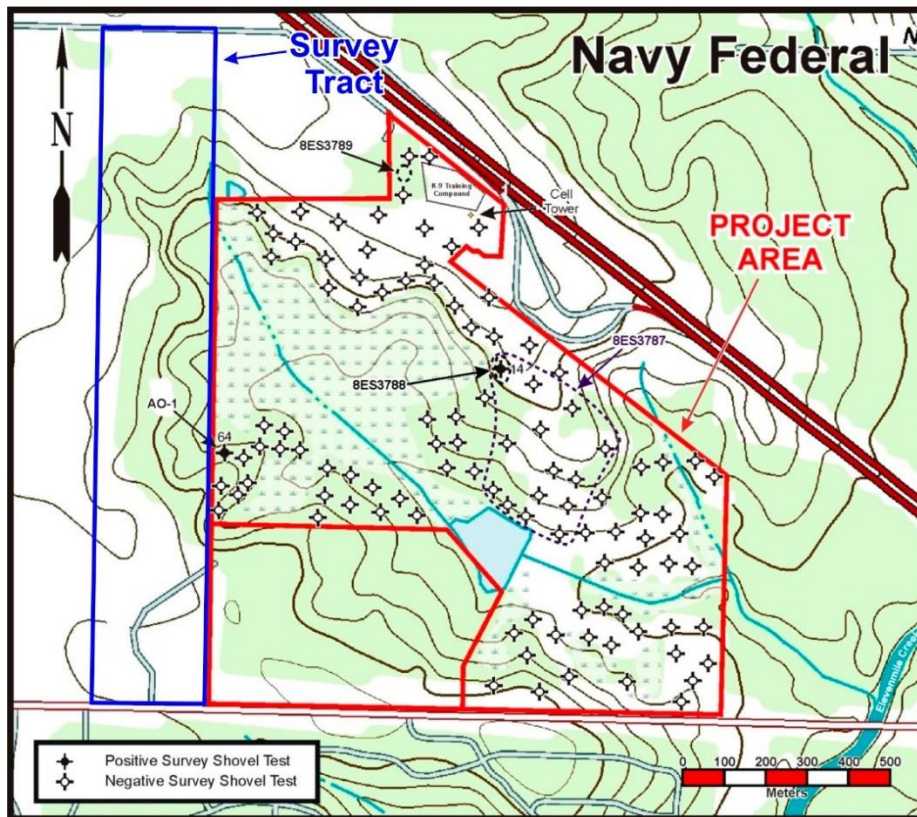 Navy Federal
N
Survey
Tract
N
8ES3789
K-9 Training
Compound
Cell
Tower
PROJECT
AREA
8ES3787
14
8ES3788
AO-1
64
Elevenmile Creek
Positive Survey Shovel Test
Negative Survey Shovel Test
0 100 200 300 400 500
Meters